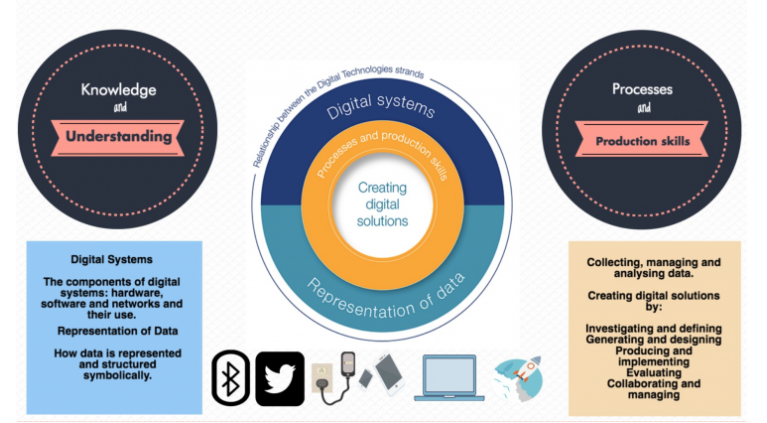 Knowledge
and
Understanding
Relationship between the Digital Technologies strands
Digital systems
Processes and production skills
Creating
digital
solutions
Representation of data
Processes
and
Production skills
Digital Systems
The components of digital
systems: hardware,
software and networks and
their use.
Representation of Data
How data is represented
and structured
symbolically.
Collecting, managing and
analysing data.
Creating digital solutions
by:
Investigating and defining
Generating and designing
Producing and
implementing
Evaluating
Collaborating and
managing